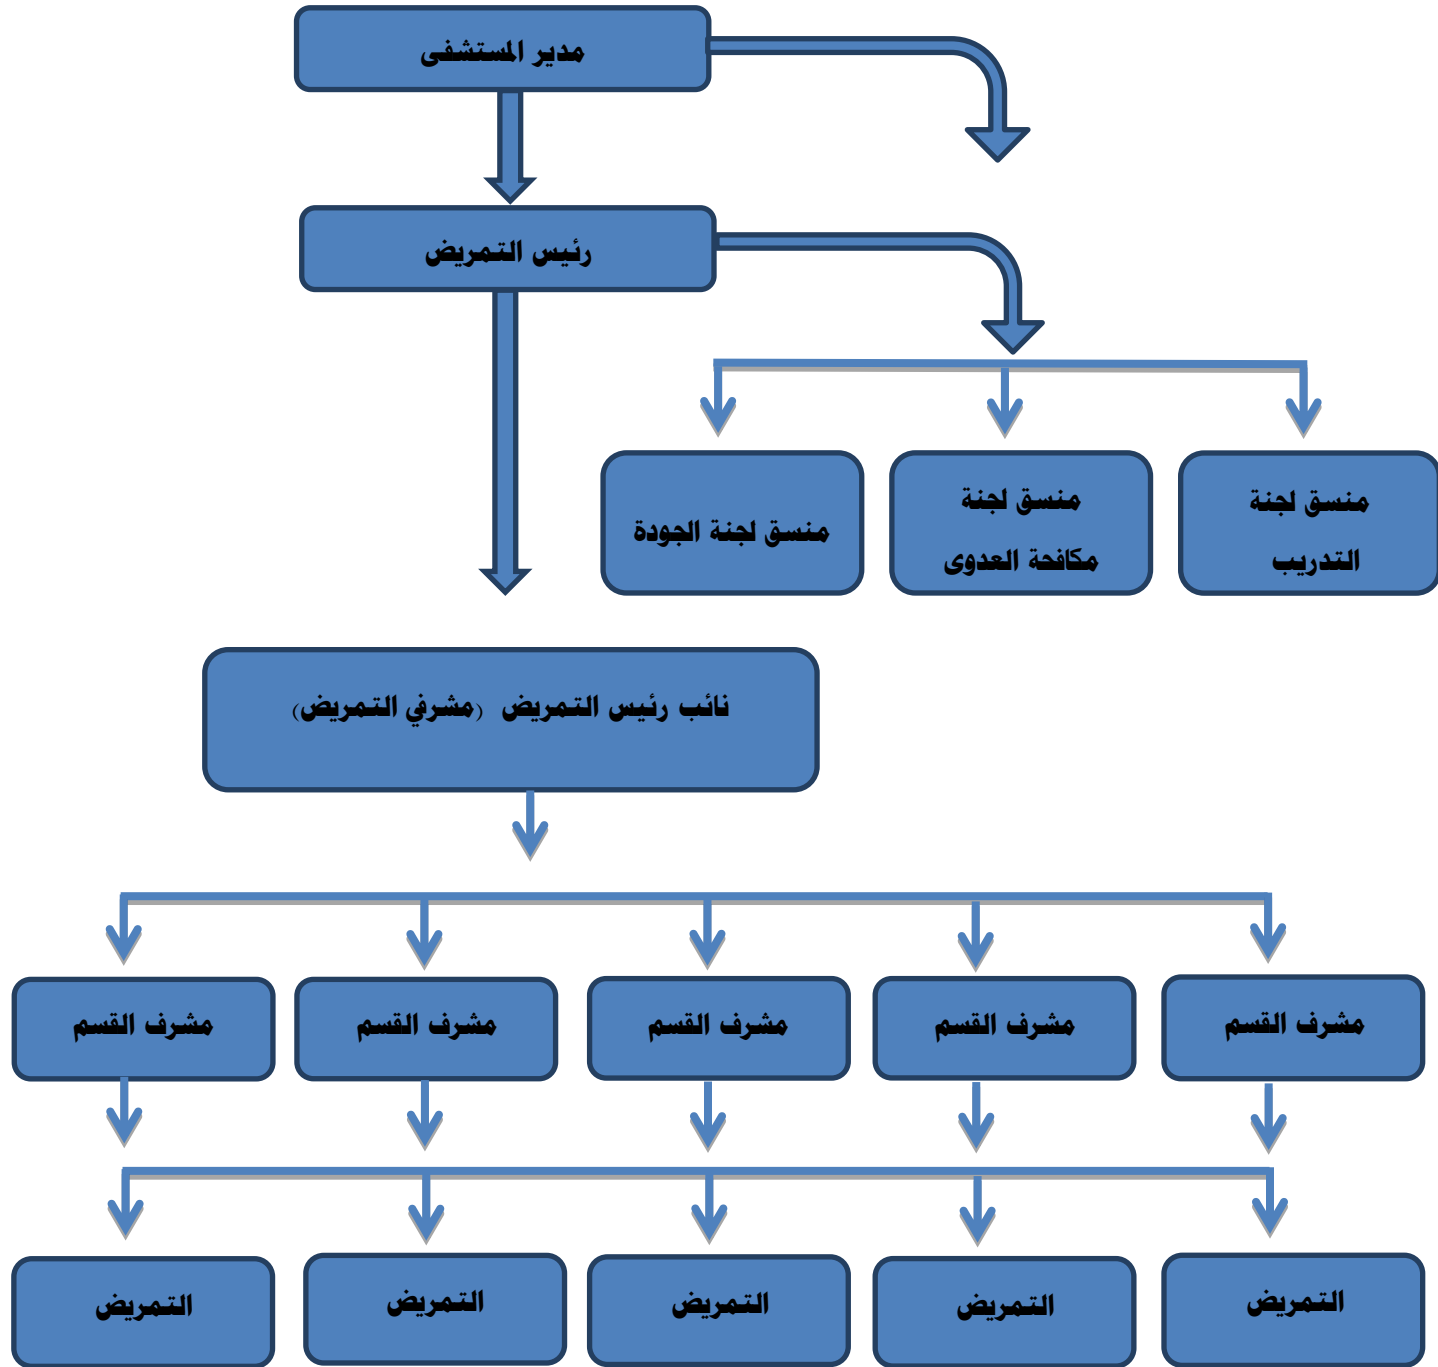 مدير المستشفى
رئيس التمريض
منسق لجنة
التدريب
منسق لجنة
مكافحة العدوى
منسق لجنة الجودة
نائب رئيس التمريض (مشرفي التمريض)
مشرف القسم
مشرف القسم
مشرف القسم
مشرف القسم
مشرف القسم
التمريض
التمريض
التمريض
التمريض
التمريض